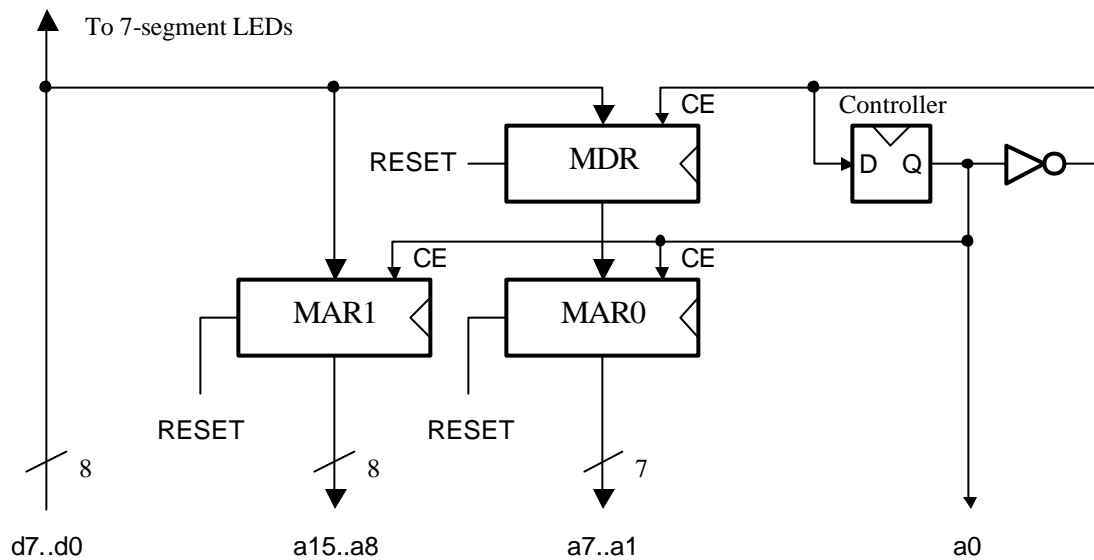 To 7-segment LEDs
CE
Controller
RESET
MDR
D Q
CE
CE
MAR1
MAR0
RESET
RESET
8
8
7
d7..d0
a15..a8
a7..a1
a0